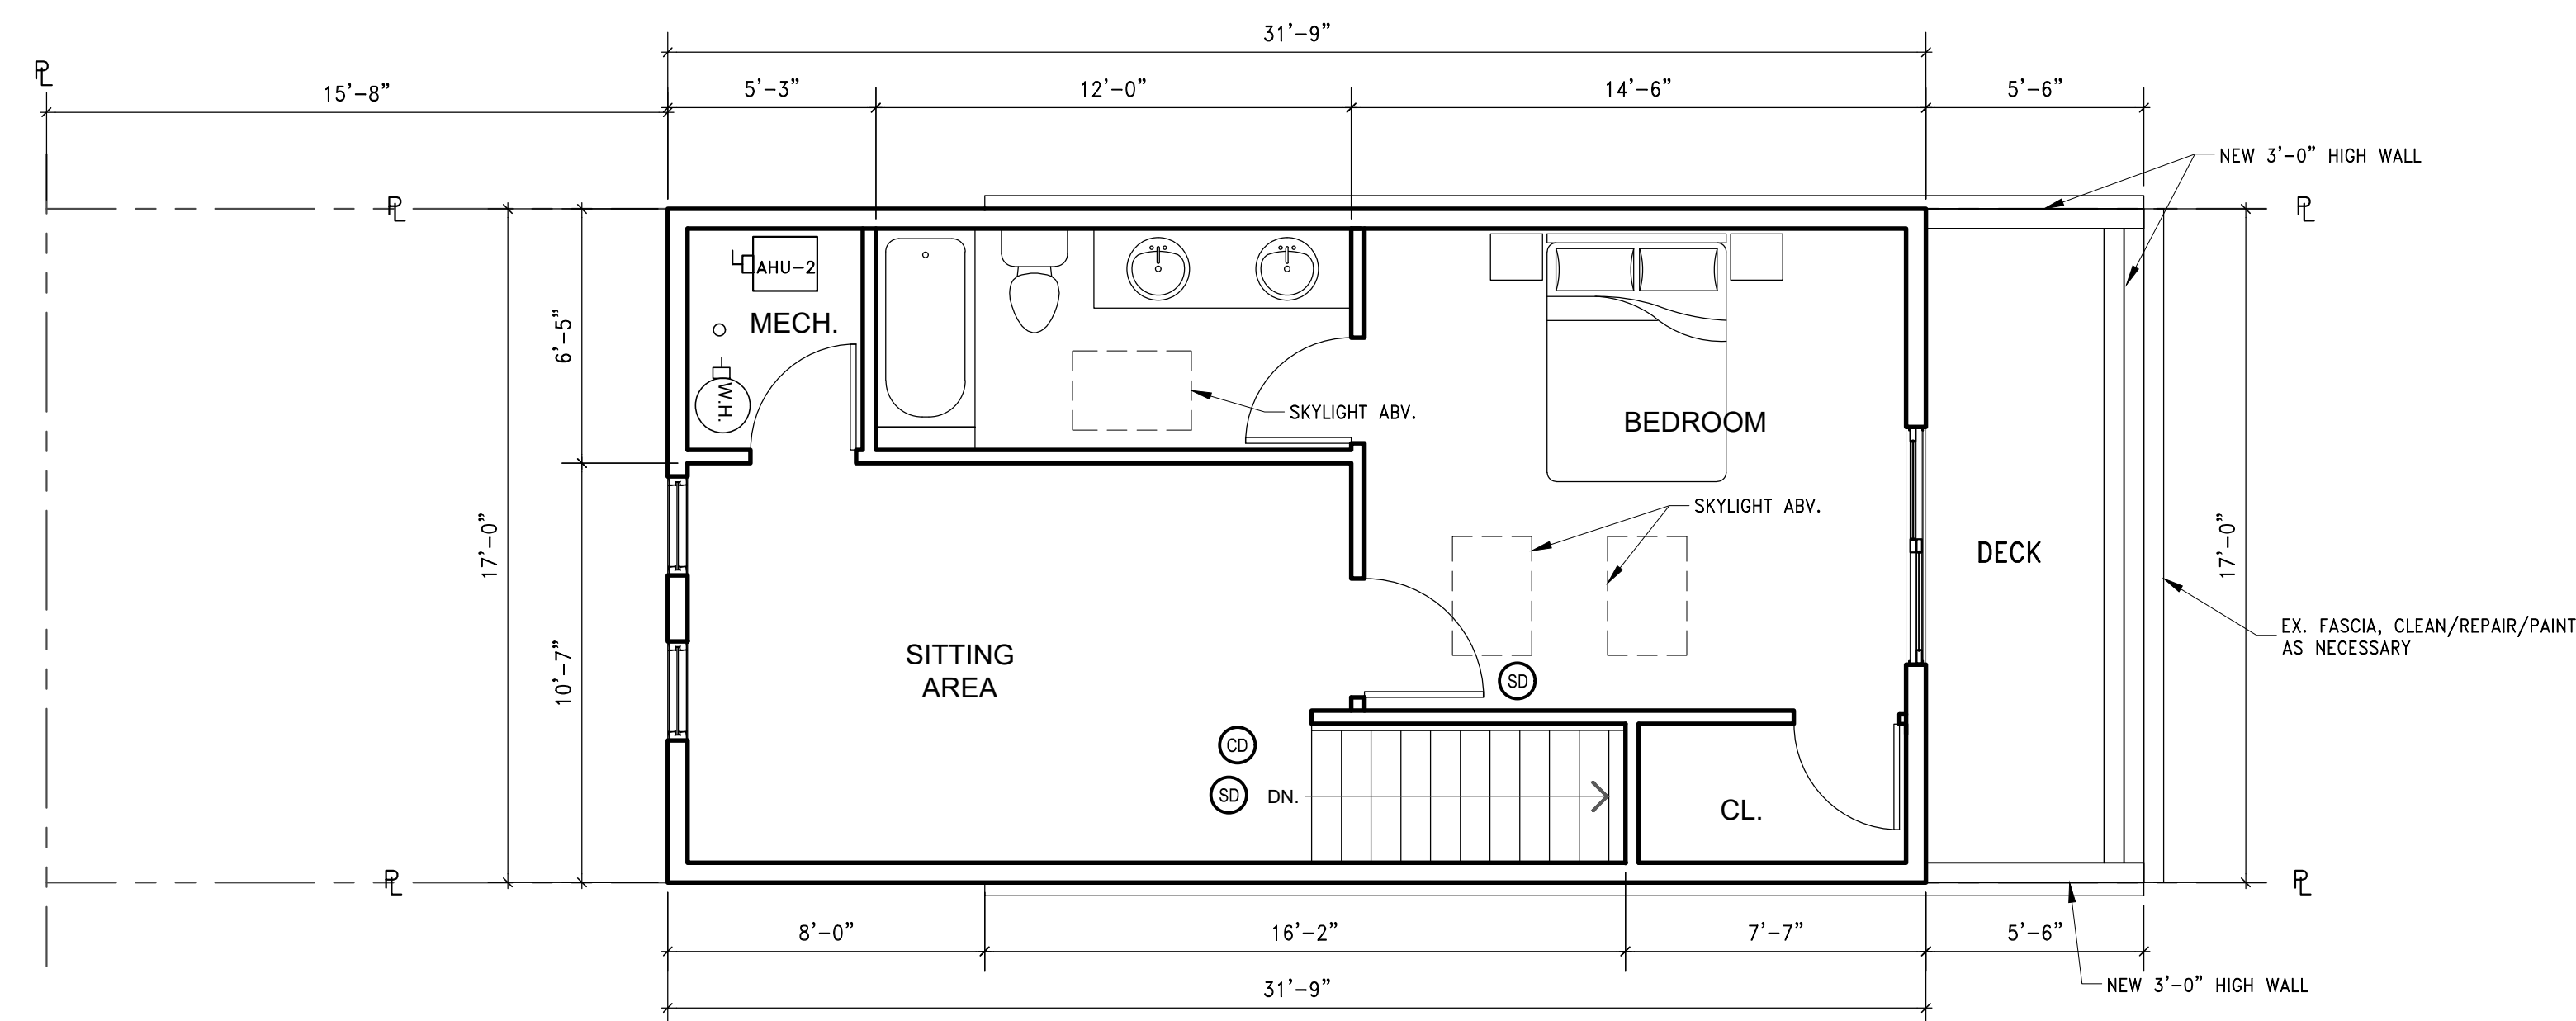 31'-9"
℄
15'-8"
5'-3"
12'-0"
14'-6"
5'-6"
NEW 3'-0" HIGH WALL
PL
PL
AHU-2
MECH.
6'-5"
W.H.
SKYLIGHT ABV.
BEDROOM
SKYLIGHT ABV.
17'-0"
DECK
17'-0"
EX. FASCIA, CLEAN/REPAIR/PAINT
AS NECESSARY
10'-7"
SITTING
AREA
SD
CD
SD
DN.
CL.
PL
PL
8'-0"
16'-2"
7'-7"
5'-6"
NEW 3'-0" HIGH WALL
31'-9"